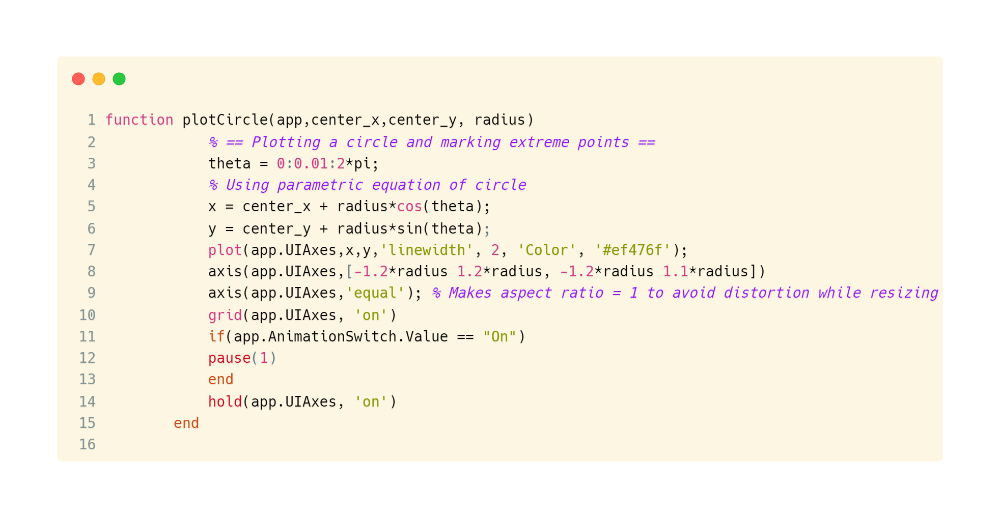 1 function plotCircle(app,center_x,center_y, radius)
2             % == Plotting a circle and marking extreme points ==
3             theta = 0:0.01:2*pi;
4             % Using parametric equation of circle
5             x = center_x + radius*cos(theta);
6             y = center_y + radius*sin(theta);
7             plot(app.UIAxes,x,y,'linewidth', 2, 'Color', '#ef476f');
8             axis(app.UIAxes,[-1.2*radius 1.2*radius, -1.2*radius 1.1*radius])
9             axis(app.UIAxes,'equal'); % Makes aspect ratio = 1 to avoid distortion while resizing
10             grid(app.UIAxes, 'on')
11             if(app.AnimationSwitch.Value == "On")
12             pause(1)
13             end
14             hold(app.UIAxes, 'on')
15         end
16